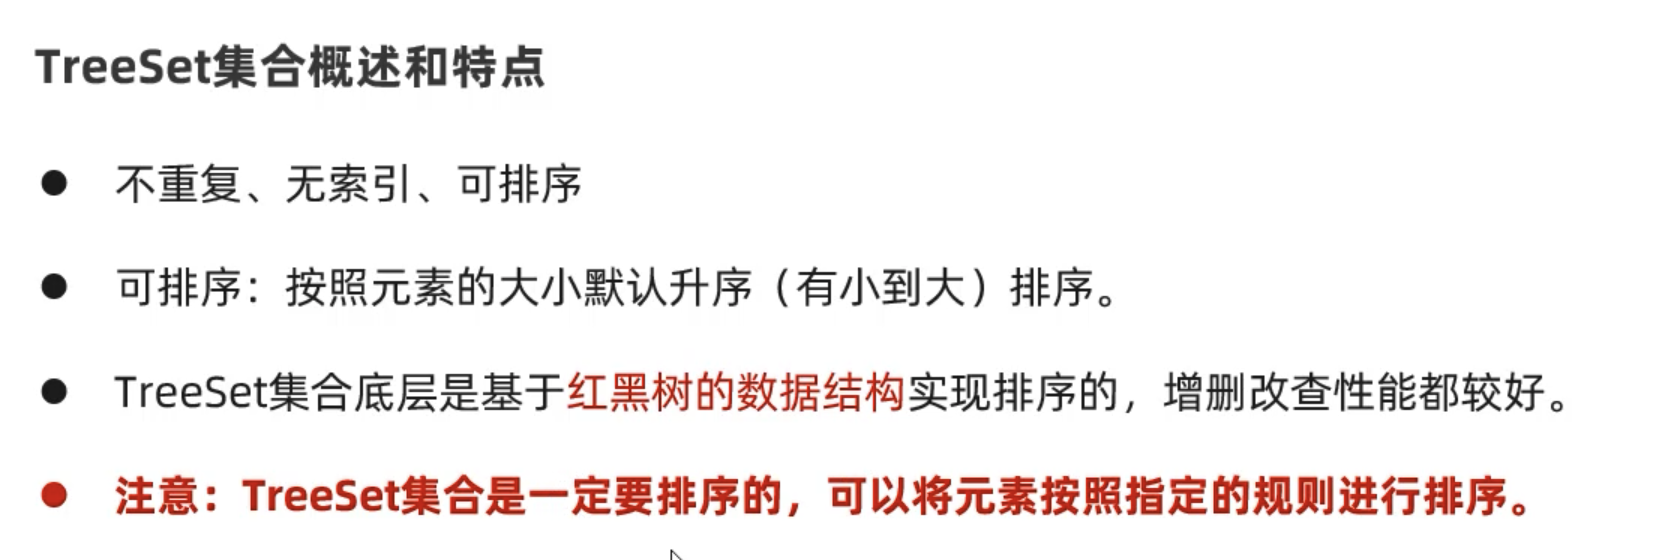 TreeSet集合概述和特点
● 不重复、无索引、可排序
● 可排序：按照元素的大小默认升序（有小到大）排序。
● TreeSet集合底层是基于红黑树的数据结构实现排序的，增删改查性能都较好。
● 注意：TreeSet集合是一定要排序的，可以将元素按照指定的规则进行排序。